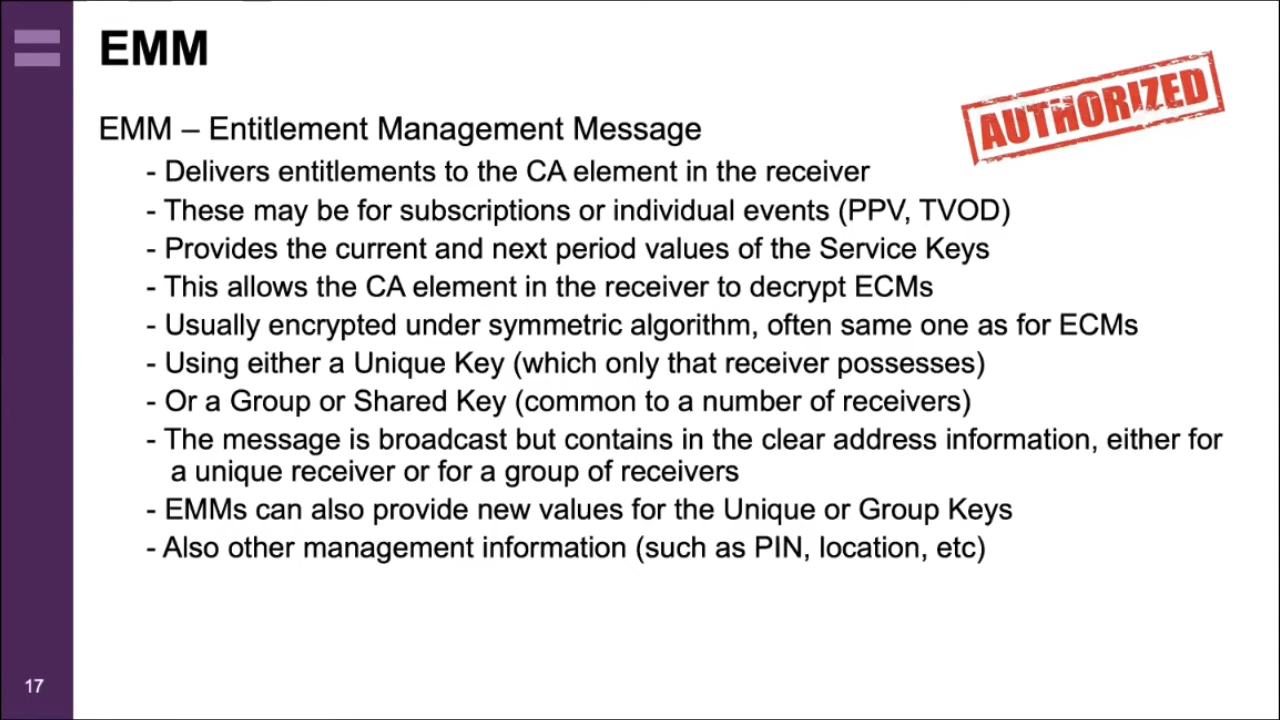 EMM
AUTHORIZED
EMM – Entitlement Management Message
- Delivers entitlements to the CA element in the receiver
- These may be for subscriptions or individual events (PPV, TVOD)
- Provides the current and next period values of the Service Keys
- This allows the CA element in the receiver to decrypt ECMs
- Usually encrypted under symmetric algorithm, often same one as for ECMs
- Using either a Unique Key (which only that receiver possesses)
- Or a Group or Shared Key (common to a number of receivers)
- The message is broadcast but contains in the clear address information, either for
a unique receiver or for a group of receivers
- EMMs can also provide new values for the Unique or Group Keys
- Also other management information (such as PIN, location, etc)
17